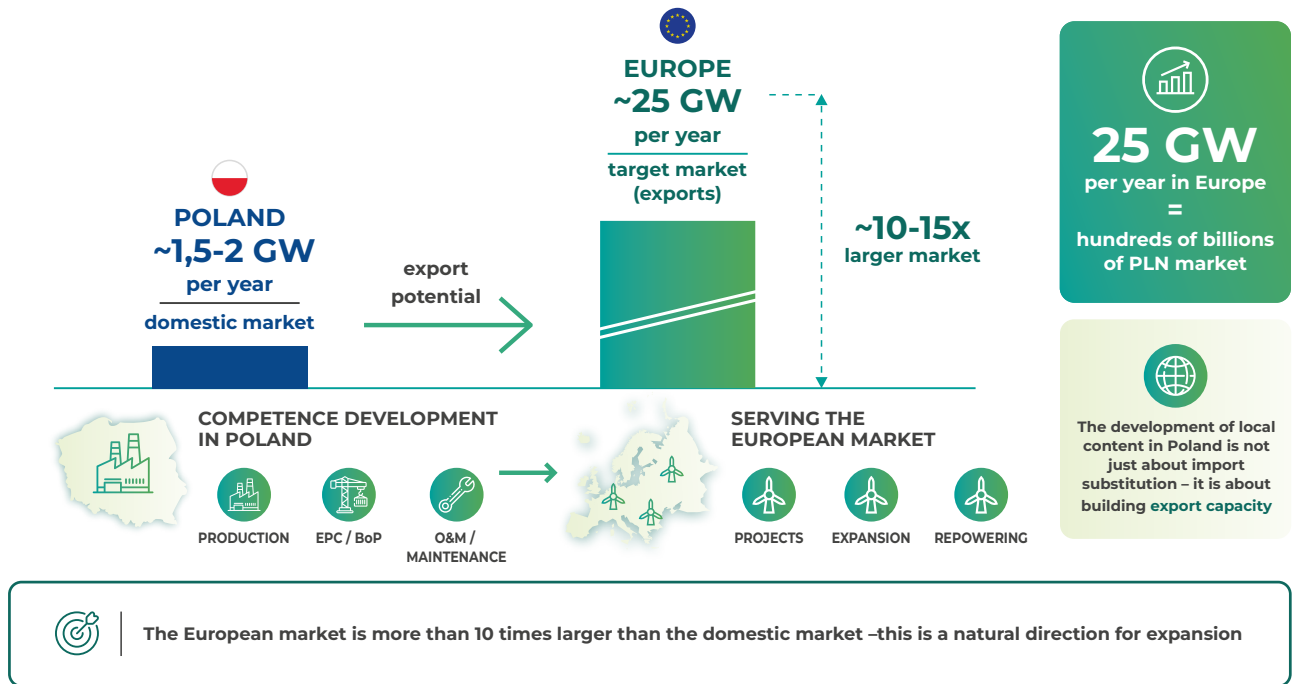 POLAND
~1,5-2 GW
per year
domestic market
export
potential
EUROPE
~25 GW
per year
target market
(exports)
~10-15x
larger market
25 GW
per year in Europe
=
hundreds of billions
of PLN market
COMPETENCE DEVELOPMENT
IN POLAND
PRODUCTION
EPC / BoP
O&M /
MAINTENANCE
SERVING THE
EUROPEAN MARKET
PROJECTS
EXPANSION
REPOWERING
The development of local
content in Poland is not
just about import
substitution – it is about
building export capacity
The European market is more than 10 times larger than the domestic market –this is a natural direction for expansion